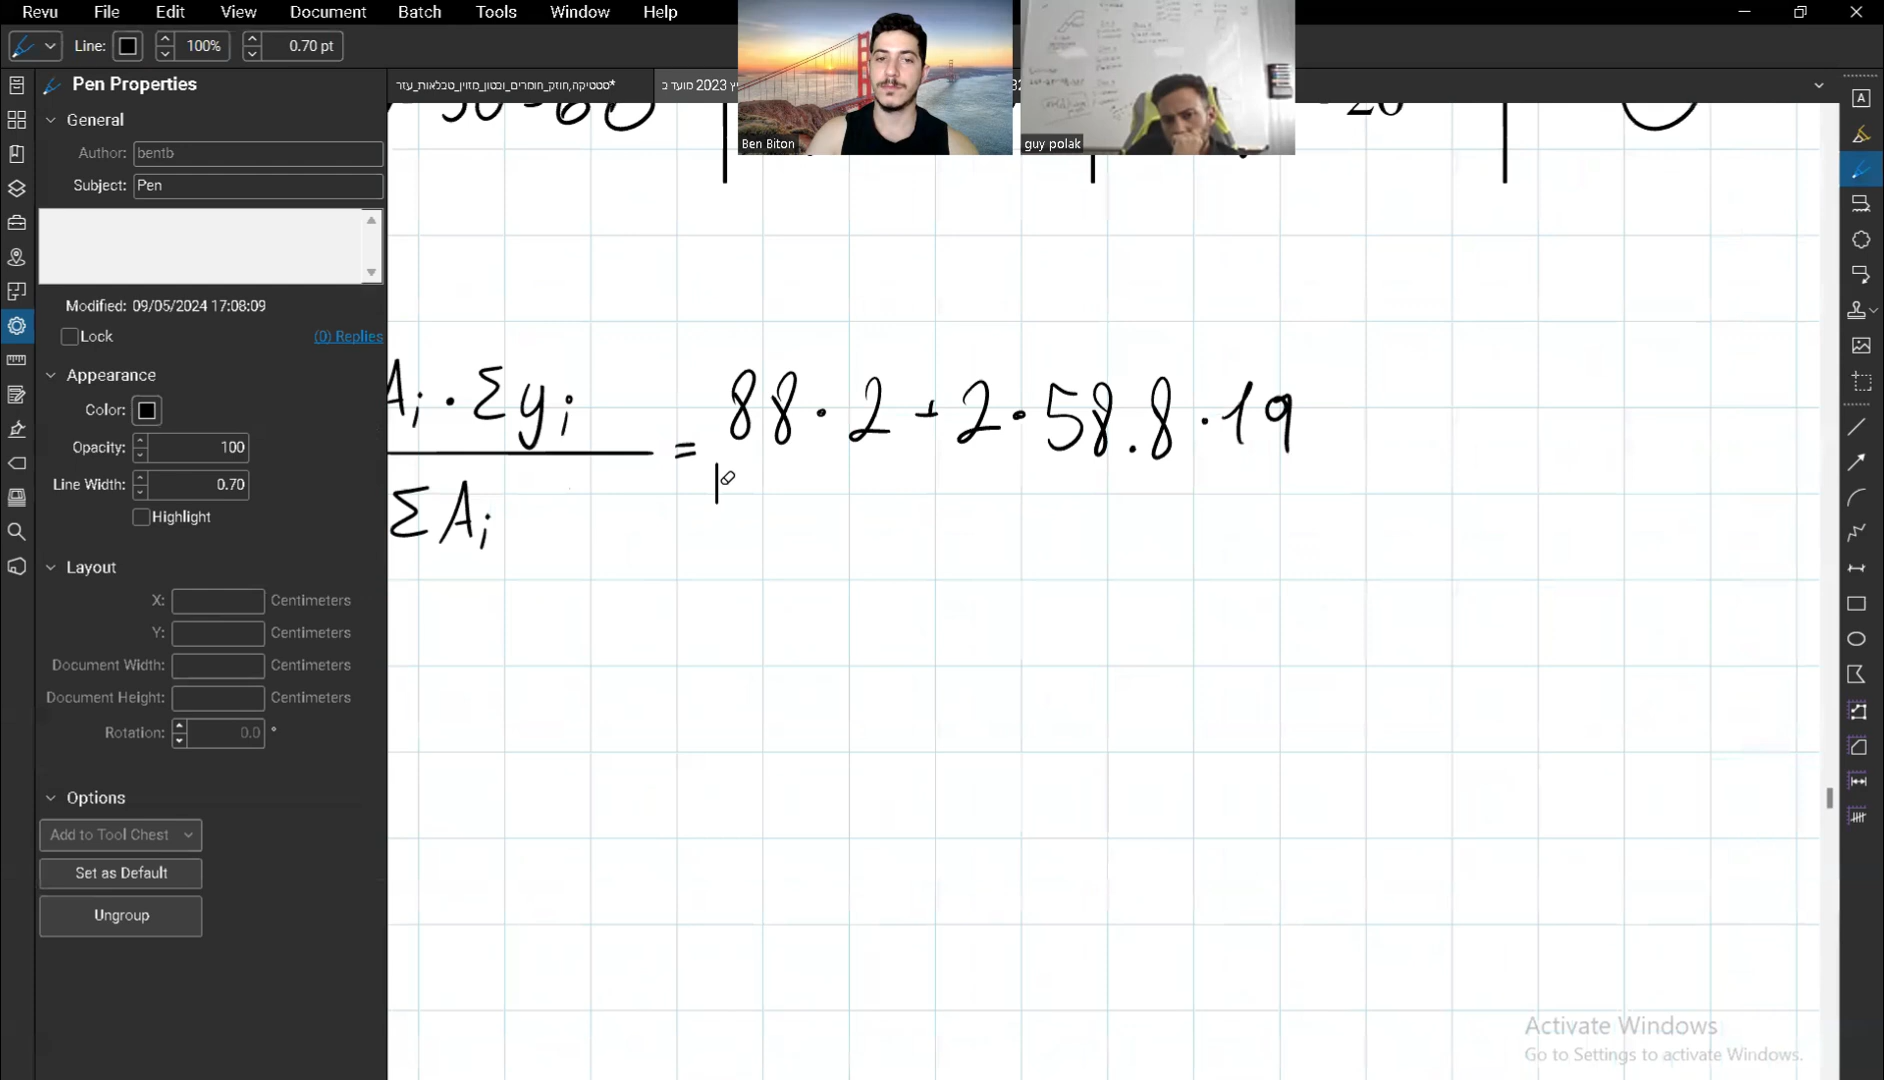 Revu File Edit View Document Batch Tools Window Help
Line: 100% 0.70 pt
Pen Properties
*סטטיקה,חוזק_חומרים_ובטון_מזוין_טבלאות_עזר
2023 מועד ב
Ben Biton
guy polak
General
Author: bentb
Subject: Pen
Modified: 09/05/2024 17:08:09
Lock (0) Replies
Appearance
Color:
Opacity: 100
Line Width: 0.70
Highlight
Layout
X: Centimeters
Y: Centimeters
Document Width: Centimeters
Document Height: Centimeters
Rotation: 0.0 °
Options
Add to Tool Chest
Set as Default
Ungroup
Ai · Σyi = 88 · 2 + 2 · 58.8 · 19
ΣAi
Activate Windows
Go to Settings to activate Windows.